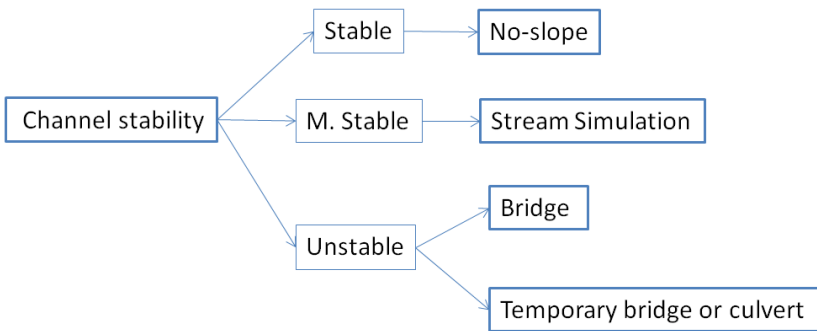 Stable
No-slope
Channel stability
M. Stable
Stream Simulation
Bridge
Unstable
Temporary bridge or culvert